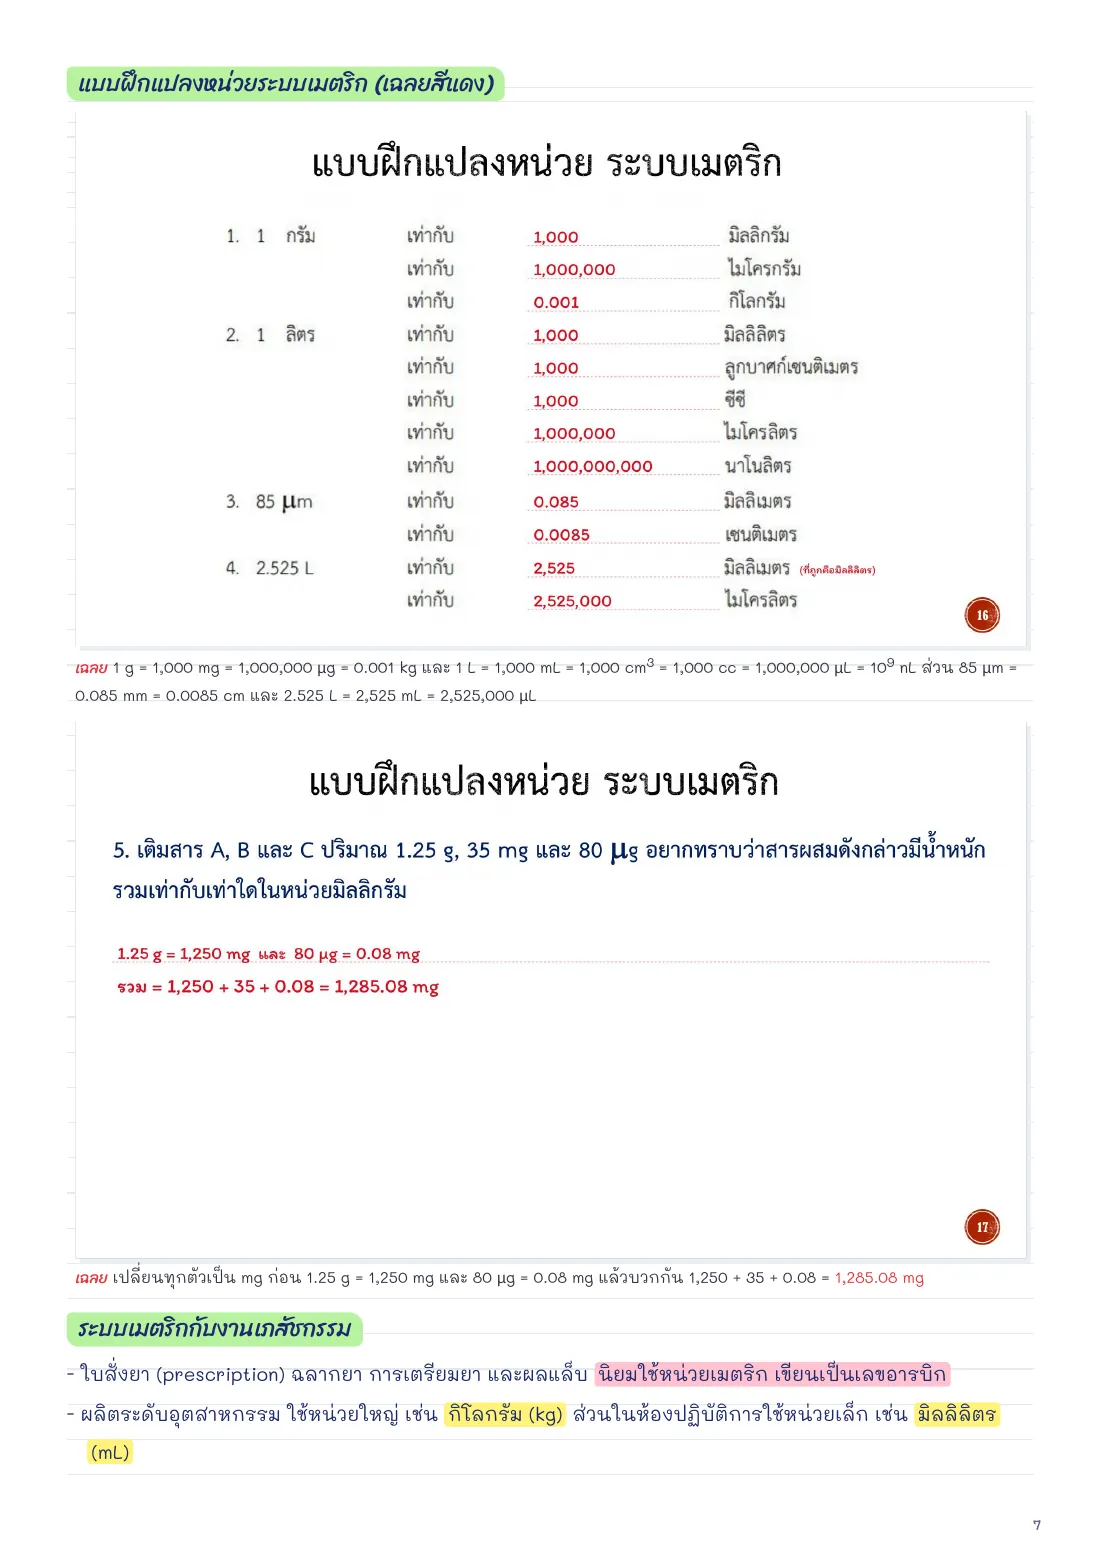 แบบฝึกแปลงหน่วยระบบเมตริก (เฉลยสีแดง)
แบบฝึกแปลงหน่วย ระบบเมตริก
1. 1 กรัม เท่ากับ 1,000 มิลลิกรัม
เท่ากับ 1,000,000 ไมโครกรัม
เท่ากับ 0.001 กิโลกรัม
2. 1 ลิตร เท่ากับ 1,000 มิลลิลิตร
เท่ากับ 1,000 ลูกบาศก์เซนติเมตร
เท่ากับ 1,000 ซีซี
เท่ากับ 1,000,000 ไมโครลิตร
เท่ากับ 1,000,000,000 นาโนลิตร
3. 85 µm เท่ากับ 0.085 มิลลิเมตร
เท่ากับ 0.0085 เซนติเมตร
4. 2.525 L เท่ากับ 2,525 มิลลิเมตร (ที่ถูกคือมิลลิลิตร)
เท่ากับ 2,525,000 ไมโครลิตร
16
เฉลย 1 g = 1,000 mg = 1,000,000 µg = 0.001 kg และ 1 L = 1,000 mL = 1,000 cm³ = 1,000 cc = 1,000,000 µL = 10⁹ nL ส่วน 85 µm =
0.085 mm = 0.0085 cm และ 2.525 L = 2,525 mL = 2,525,000 µL
แบบฝึกแปลงหน่วย ระบบเมตริก
5. เติมสาร A, B และ C ปริมาณ 1.25 g, 35 mg และ 80 µg อยากทราบว่าสารผสมดังกล่าวมีน้ำหนัก
รวมเท่ากับเท่าใดในหน่วยมิลลิกรัม
1.25 g = 1,250 mg และ 80 µg = 0.08 mg
รวม = 1,250 + 35 + 0.08 = 1,285.08 mg
17
เฉลย เปลี่ยนทุกตัวเป็น mg ก่อน 1.25 g = 1,250 mg และ 80 µg = 0.08 mg แล้วบวกกัน 1,250 + 35 + 0.08 = 1,285.08 mg
ระบบเมตริกกับงานเภสัชกรรม
- ใบสั่งยา (prescription) ฉลากยา การเตรียมยา และผลแล็บ นิยมใช้หน่วยเมตริก เขียนเป็นเลขอารบิก
- ผลิตระดับอุตสาหกรรม ใช้หน่วยใหญ่ เช่น กิโลกรัม (kg) ส่วนในห้องปฏิบัติการใช้หน่วยเล็ก เช่น มิลลิลิตร
(mL)
7